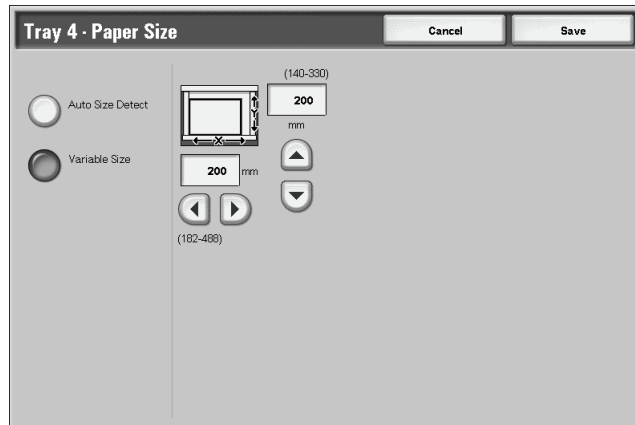 Tray 4 - Paper Size
Cancel
Save
Auto Size Detect
Variable Size
(140-330)
200
mm
Y
X
200 mm
(182-488)